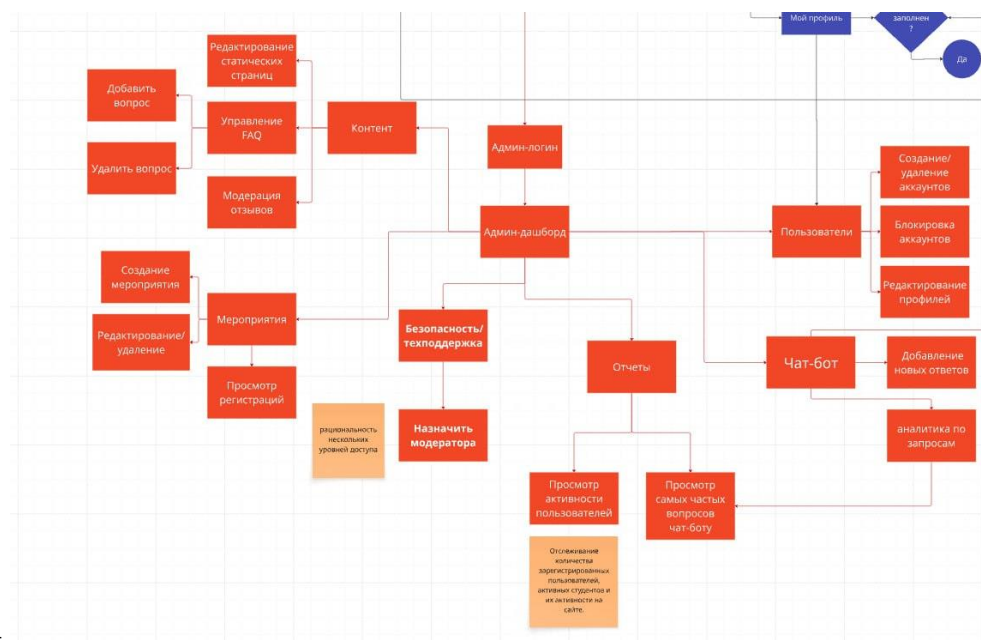 Мой профиль
заполнен
?
Да
Редактирование
статических
страниц
Добавить
вопрос
Управление
FAQ
Контент
Удалить вопрос
Модерация
отзывов
Админ-логин
Админ-дашборд
Пользователи
Создание/
удаление
аккаунтов
Блокировка
аккаунтов
Редактирование
профилей
Создание
мероприятия
Мероприятия
Редактирование/
удаление
Просмотр
регистраций
Безопасность/
техподдержка
Назначить
модератора
рациональность
нескольких
уровней доступа
Отчеты
Чат-бот
Добавление
новых ответов
аналитика по
запросам
Просмотр
активности
пользователей
Просмотр
самых частых
вопросов
чат-боту
Отслеживание
количества
зарегистрированных
пользователей,
активных студентов и
их активности на
сайте.